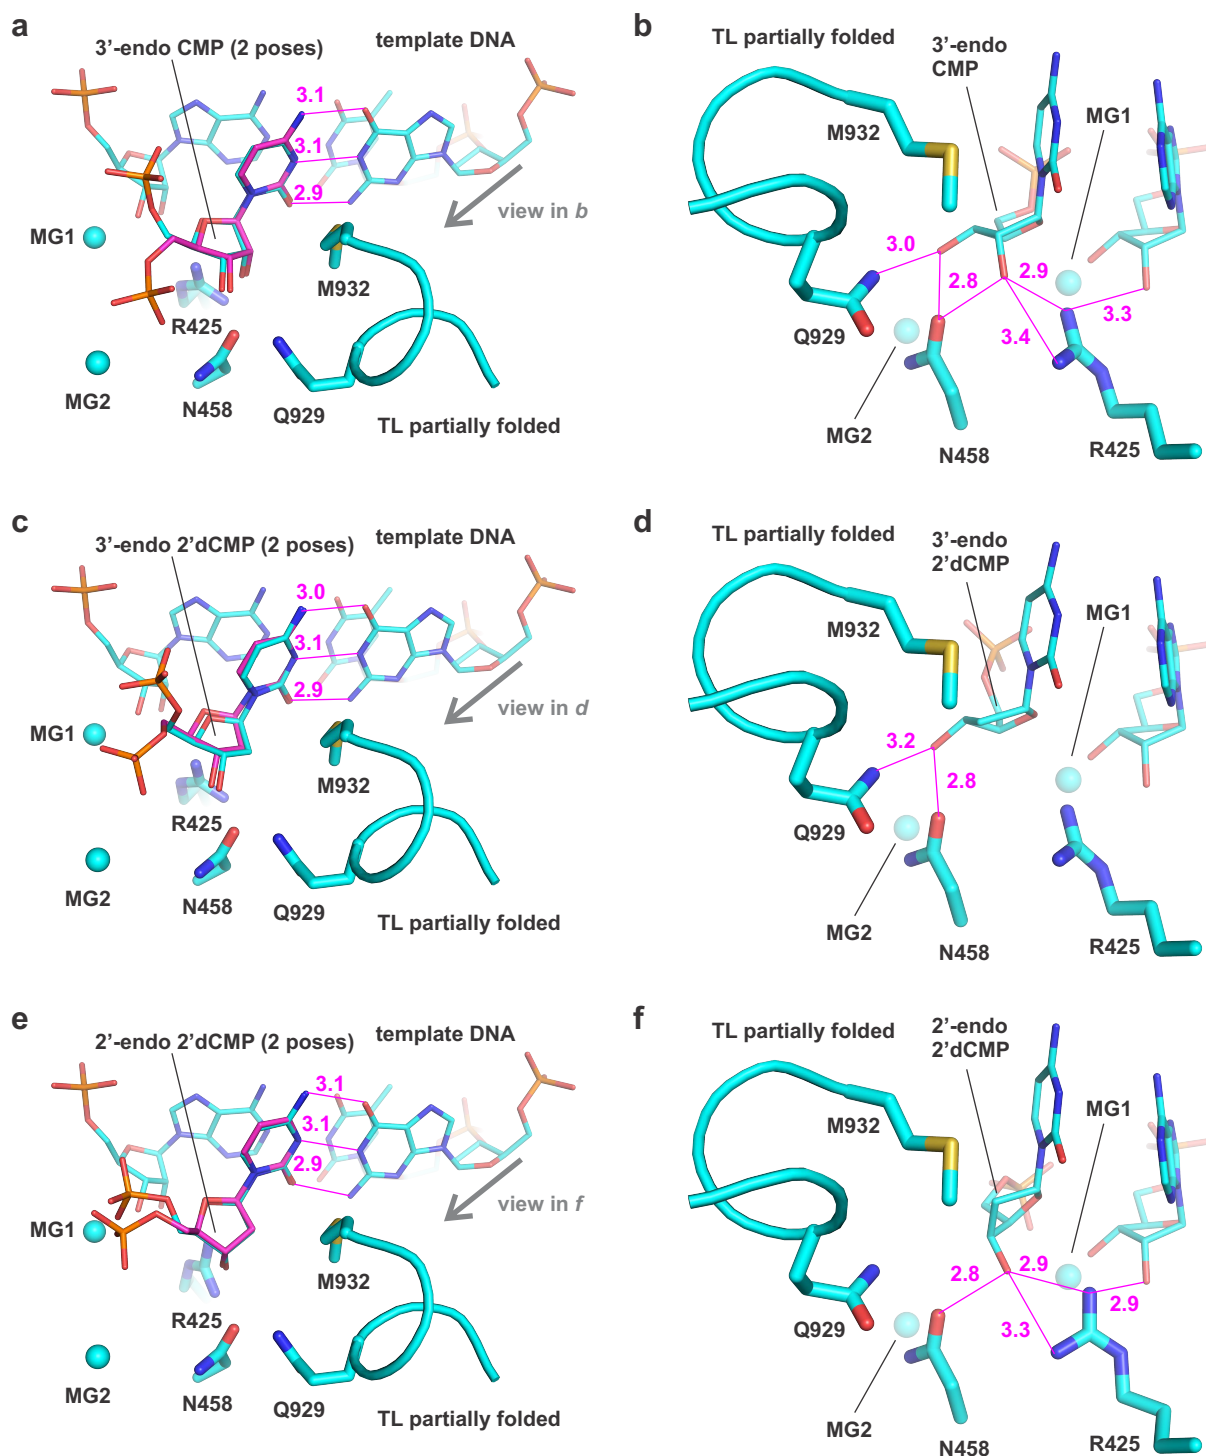 a
3’-endo CMP (2 poses)
template DNA
3.1
3.1
2.9
view in b
MG1
M932
R425
MG2
N458
Q929
TL partially folded
b
TL partially folded
3’-endo
CMP
MG1
M932
3.0
2.8
2.9
3.3
3.4
Q929
MG2
N458
R425
c
3’-endo 2’dCMP (2 poses)
template DNA
3.0
3.1
2.9
view in d
MG1
M932
R425
MG2
N458
Q929
TL partially folded
d
TL partially folded
3’-endo
2’dCMP
MG1
M932
3.2
2.8
Q929
MG2
N458
R425
e
2’-endo 2’dCMP (2 poses)
template DNA
3.1
3.1
2.9
view in f
MG1
M932
R425
MG2
N458
Q929
TL partially folded
f
TL partially folded
2’-endo
2’dCMP
MG1
M932
2.8
2.9
2.9
3.3
Q929
MG2
N458
R425